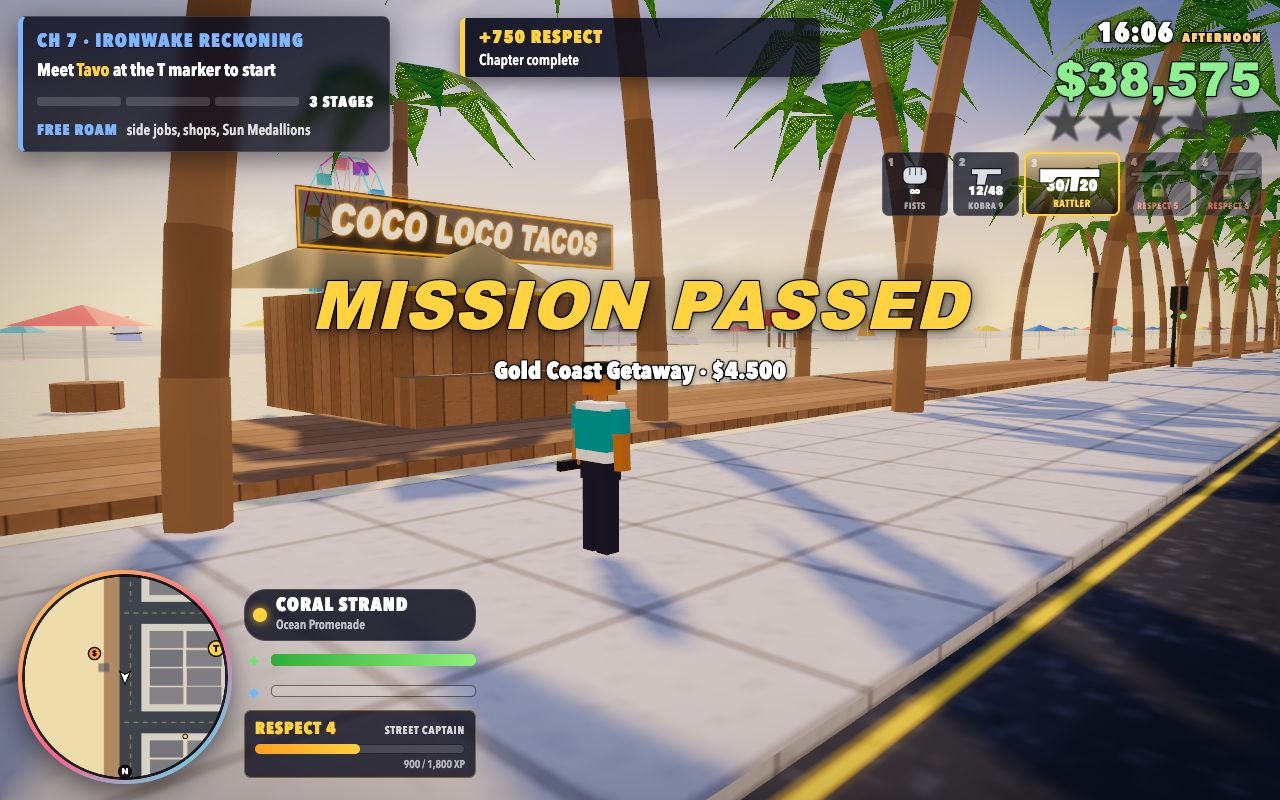 CH 7 · IRONWAKE RECKONING
Meet Tavo at the T marker to start
3 STAGES
FREE ROAM side jobs, shops, Sun Medallions
+750 RESPECT
Chapter complete
16:06 AFTERNOON
$38,575
1
FISTS
2
12/48
KOBRA 9
3
30/120
RATTLER
4
RESPECT 5
5
RESPECT 6
COCO LOCO TACOS
MISSION PASSED
Gold Coast Getaway · $4.500
$
T
N
CORAL STRAND
Ocean Promenade
RESPECT 4
STREET CAPTAIN
900 / 1,800 XP